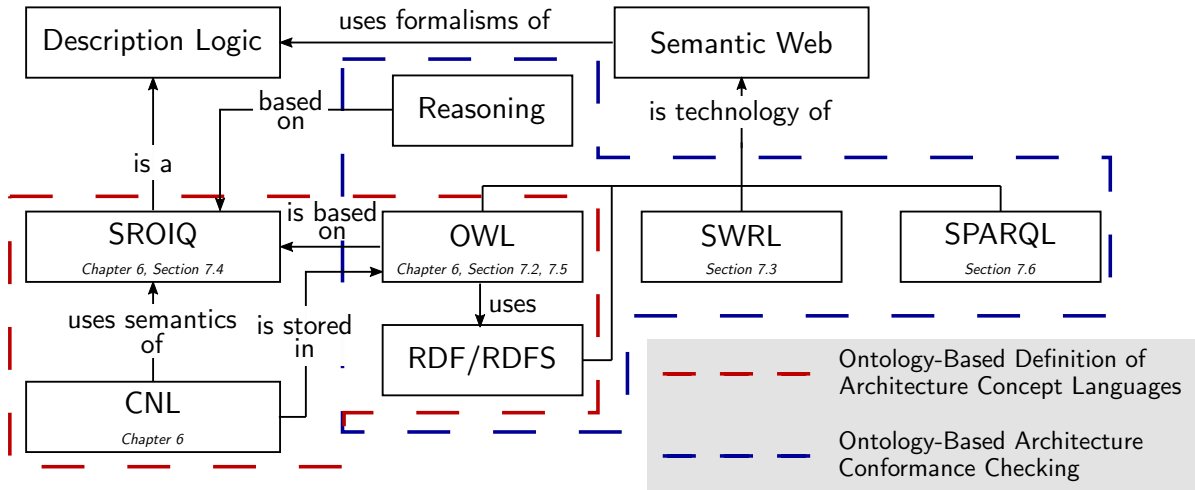 Description Logic
uses formalisms of
Semantic Web
based
on
Reasoning
is technology of
is a
SROIQ
Chapter 6, Section 7.4
is based
on
OWL
Chapter 6, Section 7.2, 7.5
SWRL
Section 7.3
SPARQL
Section 7.6
uses semantics
of
is stored
in
uses
RDF/RDFS
CNL
Chapter 6
Ontology-Based Definition of
Architecture Concept Languages
Ontology-Based Architecture
Conformance Checking